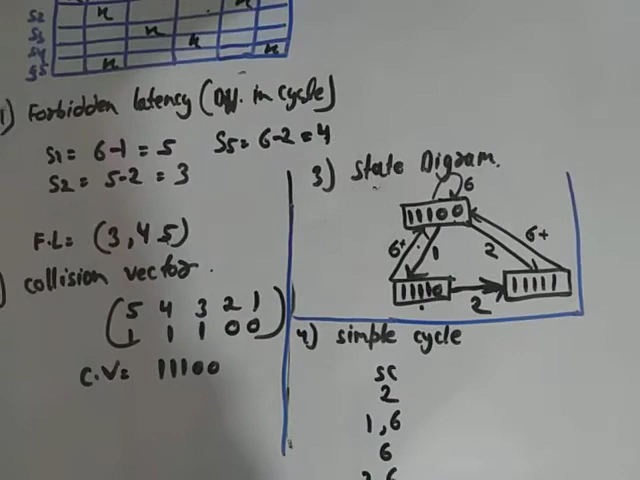 S2 x
S3 x
S4 x
S5 x x
1) Forbidden latency (Diff. in cycle)
S1 = 6-1 = 5 S5 = 6-2 = 4
S2 = 5-2 = 3
F.L = (3, 4 5)
) collision vector.
(5 4 3 2 1)
1 1 1 0 0
C.V = 11100
3) State Digram.
6
11100
6+ 1 2 6+
11110 11111
2
4) simple cycle
SC
2
1, 6
6